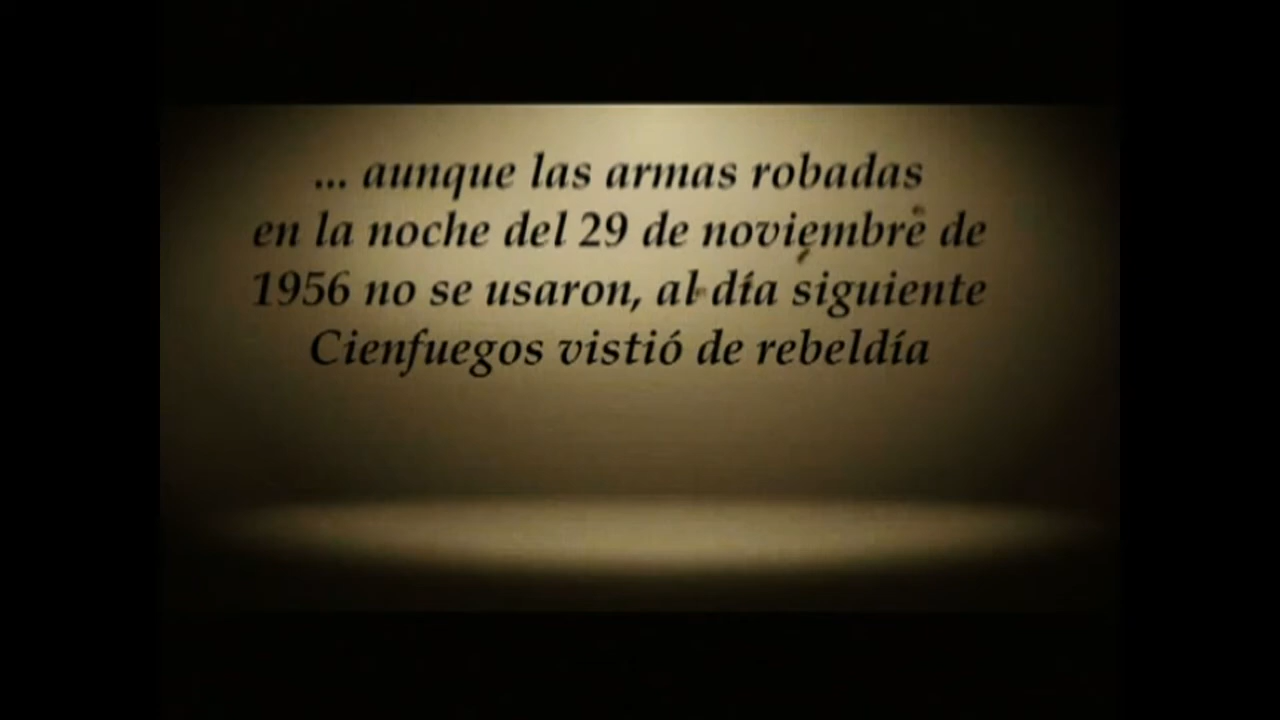 ... aunque las armas robadas
en la noche del 29 de noviembre de
1956 no se usaron, al día siguiente
Cienfuegos vistió de rebeldía